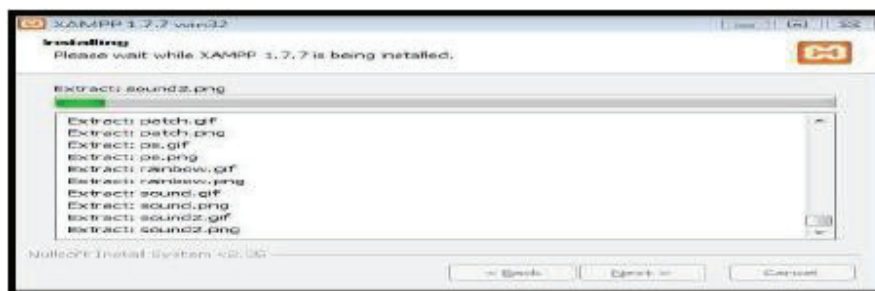 XAMPP 1.7.7 win32
Installing
Please wait while XAMPP 1.7.7 is being installed.
Extract: sound2.png
Extract: patch.gif
Extract: patch.png
Extract: ps.gif
Extract: ps.png
Extract: rainbow.gif
Extract: rainbow.png
Extract: sound.gif
Extract: sound.png
Extract: sound2.gif
Extract: sound2.png
Nullsoft Install System
< Back Next > Cancel